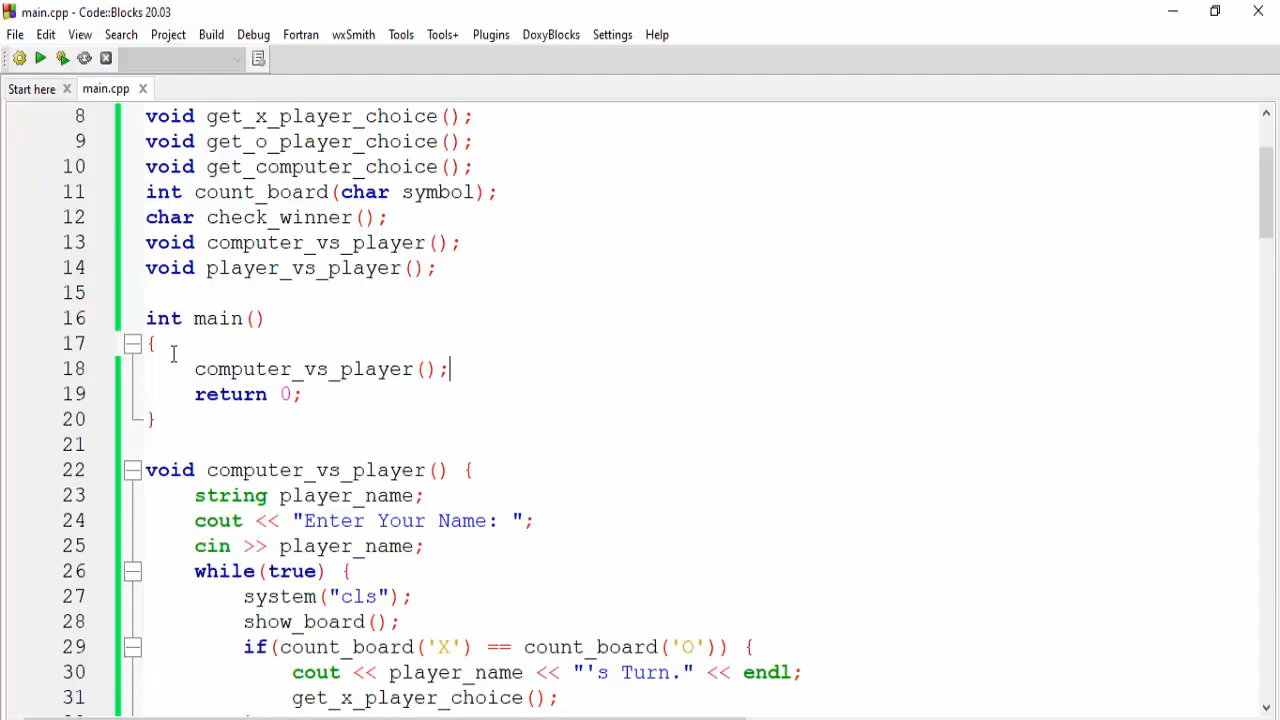 main.cpp - Code::Blocks 20.03
File Edit View Search Project Build Debug Fortran wxSmith Tools Tools+ Plugins DoxyBlocks Settings Help
Start here main.cpp
8 void get_x_player_choice();
9 void get_o_player_choice();
10 void get_computer_choice();
11 int count_board(char symbol);
12 char check_winner();
13 void computer_vs_player();
14 void player_vs_player();
15
16 int main()
17 {
18 computer_vs_player();
19 return 0;
20 }
21
22 void computer_vs_player() {
23 string player_name;
24 cout << "Enter Your Name: ";
25 cin >> player_name;
26 while(true) {
27 system("cls");
28 show_board();
29 if(count_board('X') == count_board('O')) {
30 cout << player_name << "'s Turn." << endl;
31 get_x_player_choice();